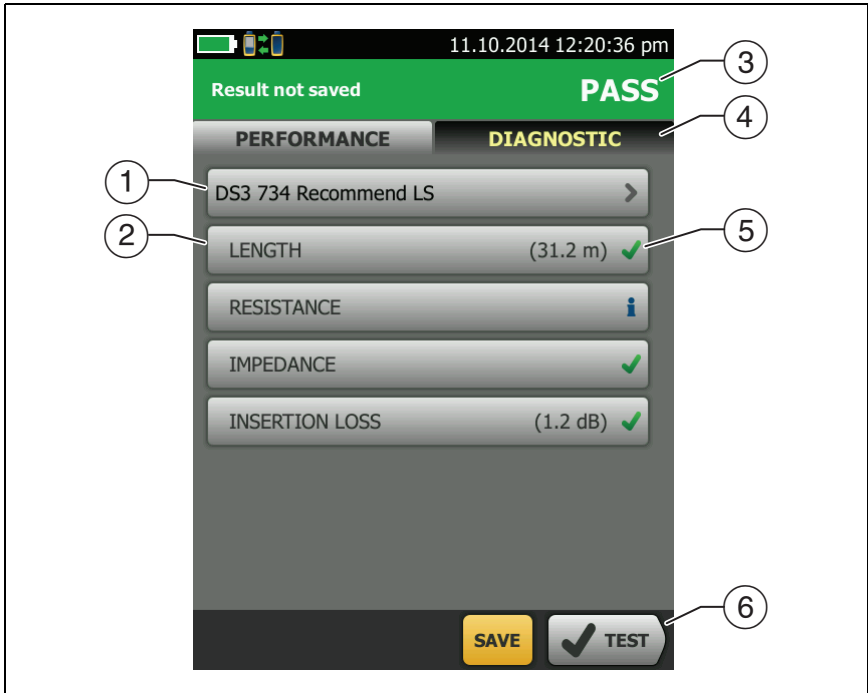 11.10.2014 12:20:36 pm
Result not saved PASS
3
PERFORMANCE DIAGNOSTIC
4
1
DS3 734 Recommend LS
2
LENGTH (31.2 m)
5
RESISTANCE i
IMPEDANCE
INSERTION LOSS (1.2 dB)
SAVE TEST
6